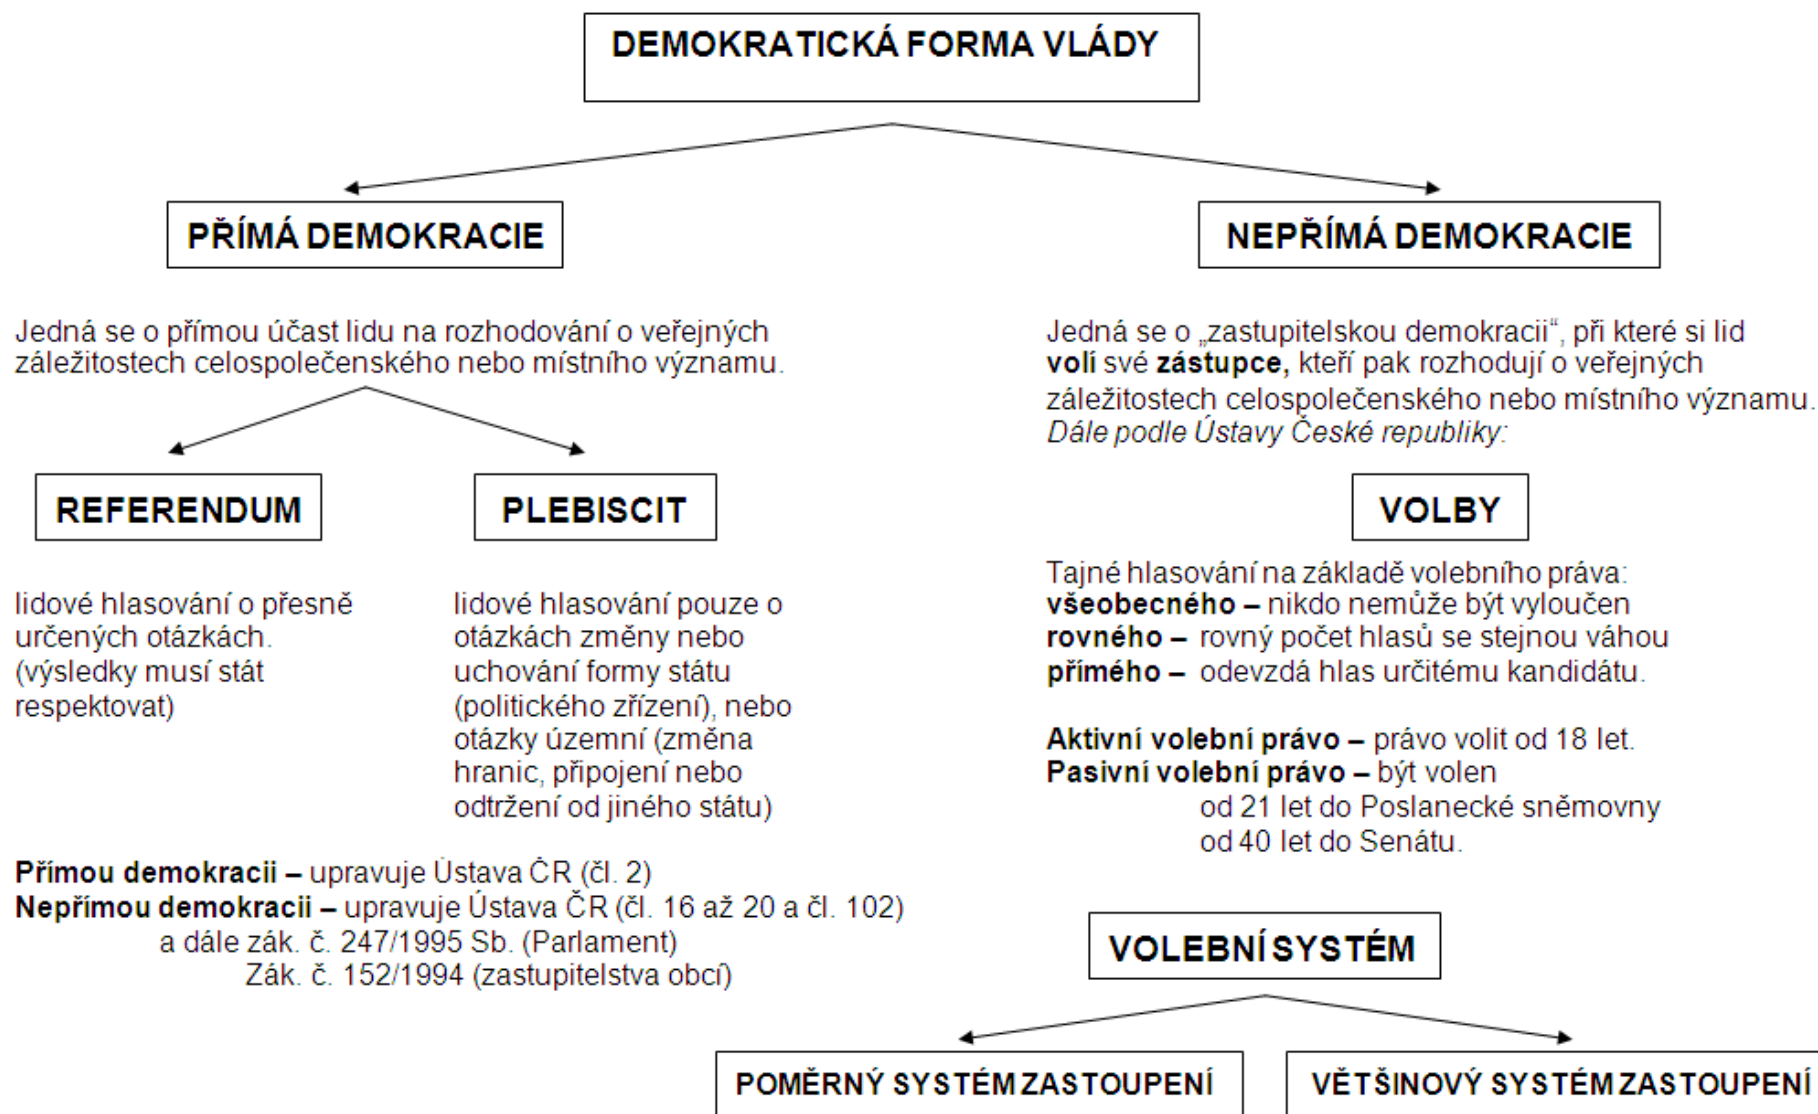 DEMOKRATICKÁ FORMA VLÁDY
PŘÍMÁ DEMOKRACIE
Jedná se o přímou účast lidu na rozhodování o veřejných
záležitostech celospolečenského nebo místního významu.
REFERENDUM
lidové hlasování o přesně
určených otázkách.
(výsledky musí stát
respektovat)
PLEBISCIT
lidové hlasování pouze o
otázkách změny nebo
uchování formy státu
(politického zřízení), nebo
otázky územní (změna
hranic, připojení nebo
odtržení od jiného státu)
Přímou demokracii – upravuje Ústava ČR (čl. 2)
Nepřímou demokracii – upravuje Ústava ČR (čl. 16 až 20 a čl. 102)
a dále zák. č. 247/1995 Sb. (Parlament)
Zák. č. 152/1994 (zastupitelstva obcí)
NEPŘÍMÁ DEMOKRACIE
Jedná se o „zastupitelskou demokracii“, při které si lid
volí své zástupce, kteří pak rozhodují o veřejných
záležitostech celospolečenského nebo místního významu.
Dále podle Ústavy České republiky:
VOLBY
Tajné hlasování na základě volebního práva:
všeobecného – nikdo nemůže být vyloučen
rovného – rovný počet hlasů se stejnou váhou
přímého – odevzdá hlas určitému kandidátu.
Aktivní volební právo – právo volit od 18 let.
Pasivní volební právo – být volen
od 21 let do Poslanecké sněmovny
od 40 let do Senátu.
VOLEBNÍ SYSTÉM
POMĚRNÝ SYSTÉM ZASTOUPENÍ
VĚTŠINOVÝ SYSTÉM ZASTOUPENÍ